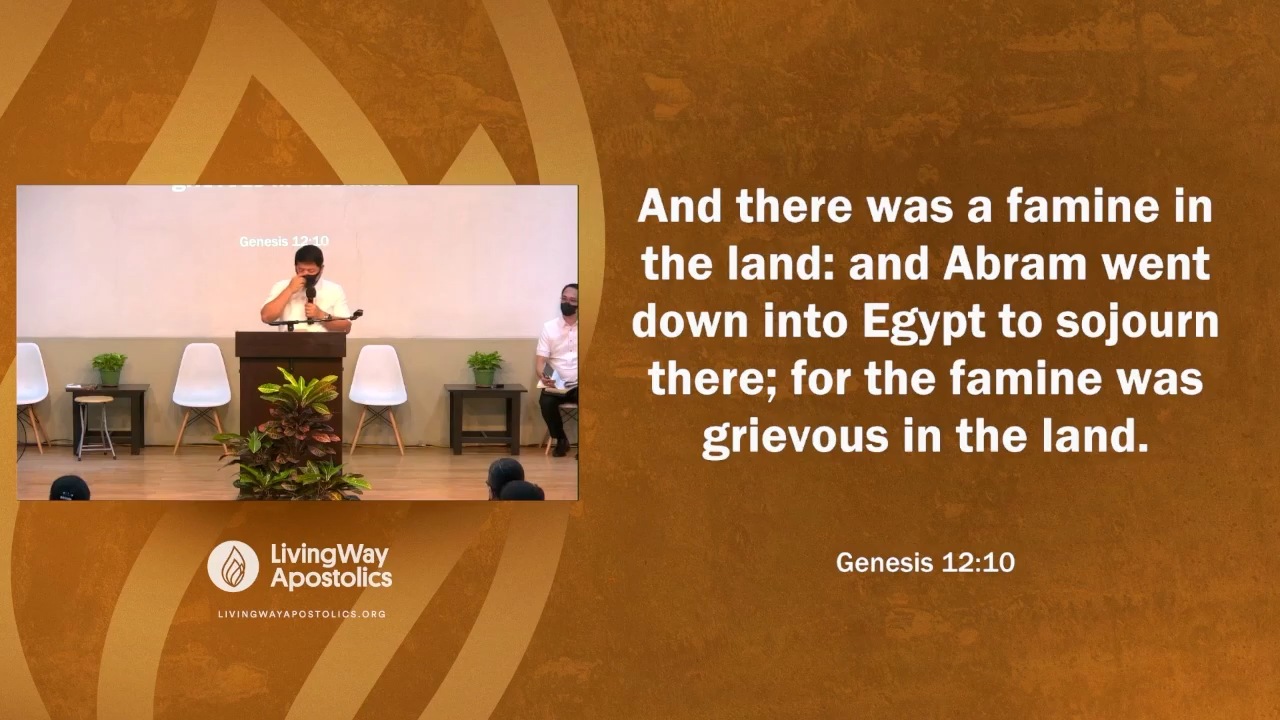 Genesis 12:10
LivingWay
Apostolics
LIVINGWAYAPOSTOLICS.ORG
And there was a famine in
the land: and Abram went
down into Egypt to sojourn
there; for the famine was
grievous in the land.
Genesis 12:10